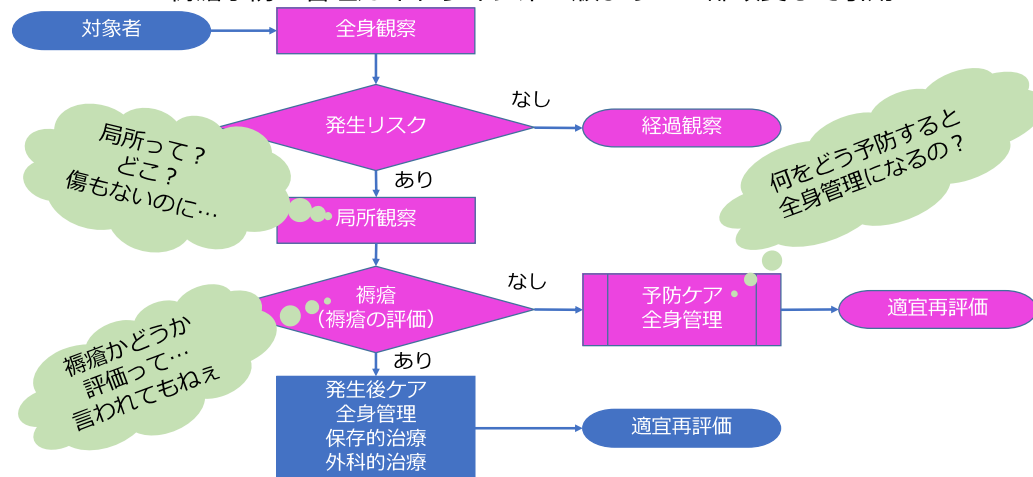 対象者
全身観察
発生リスク
なし
経過観察
あり
局所って？
どこ？
傷もないのに…
何をどう予防すると
全身管理になるの？
局所観察
褥瘡
（褥瘡の評価）
なし
予防ケア
全身管理
適宜再評価
あり
褥瘡かどうか
評価って…
言われてもねぇ
発生後ケア
全身管理
保存的治療
外科的治療
適宜再評価